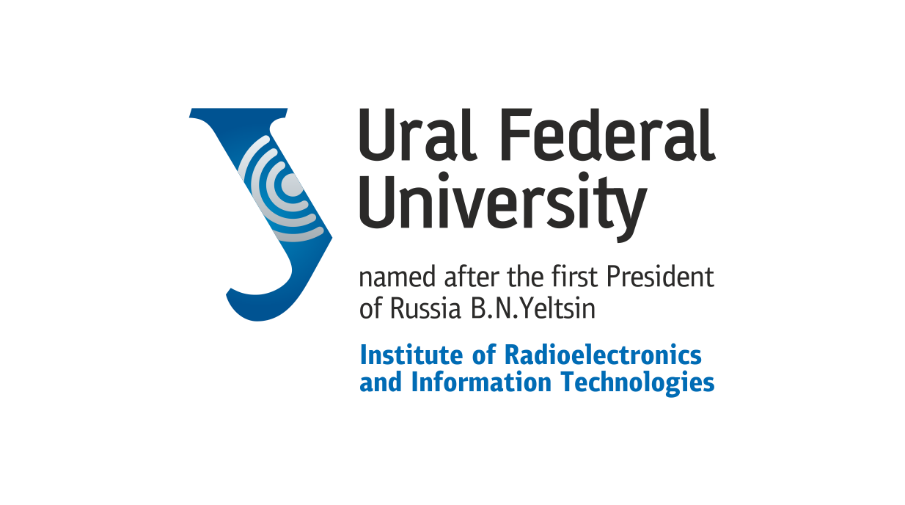 Ural Federal
University
named after the first President
of Russia B.N.Yeltsin
Institute of Radioelectronics
and Information Technologies